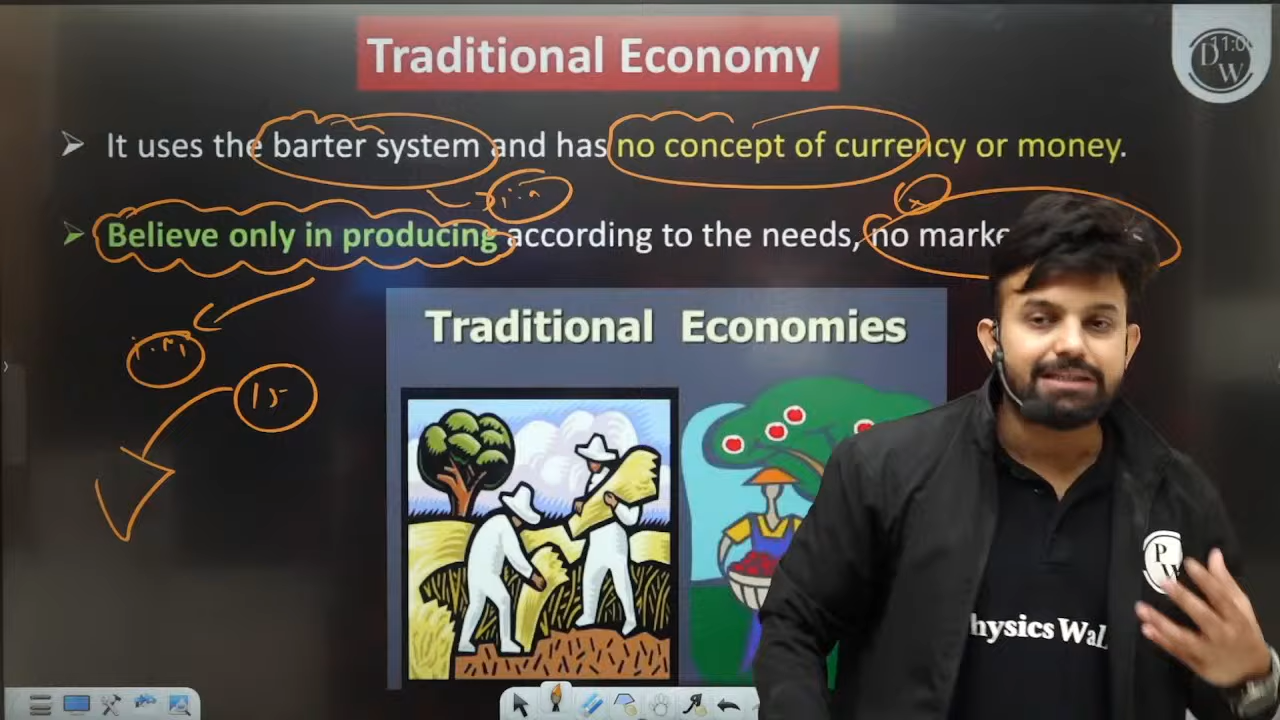 Traditional Economy
It uses the barter system and has no concept of currency or money.
Believe only in producing according to the needs, no marke
Traditional Economies
15
P
W
hysics Wal
D
W